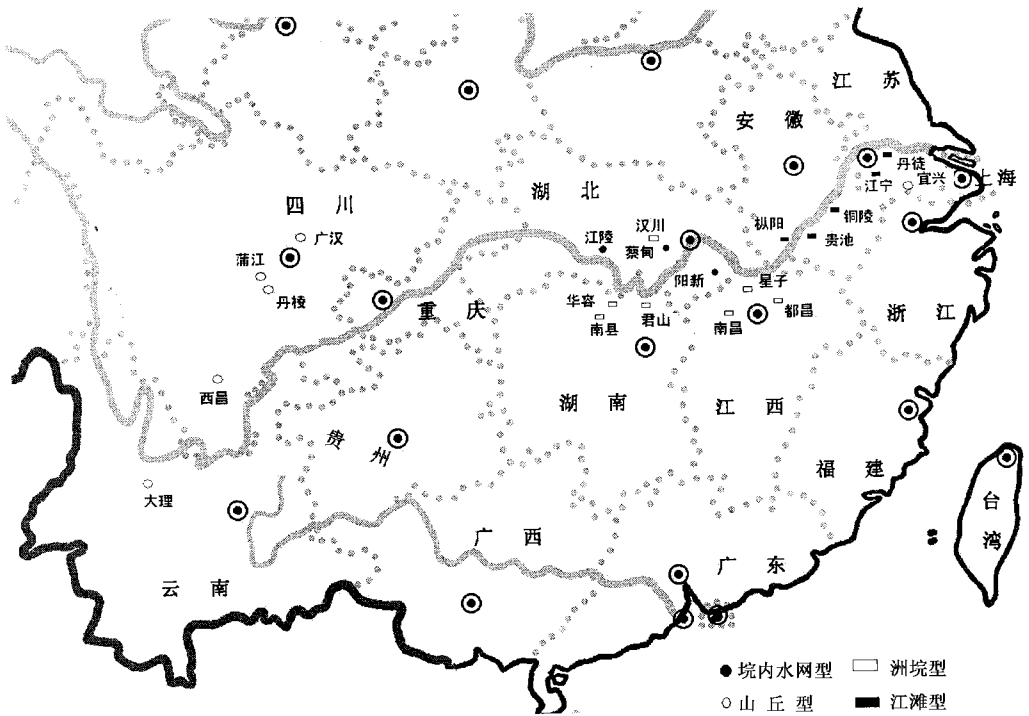 江 苏
安 徽
丹徒
江宁
宜兴
上海
湖 北
四 川
广汉
蒲江
丹棱
枞阳
铜陵
贵池
汉川
江陵
蔡甸
阳新
星子
都昌
南昌
华容
南县
君山
重 庆
浙 江
西昌
湖 南
江 西
贵 州
福 建
大理
广 西
台
湾
广 东
云 南
垸内水网型 洲垸型
山 丘 型 江滩型